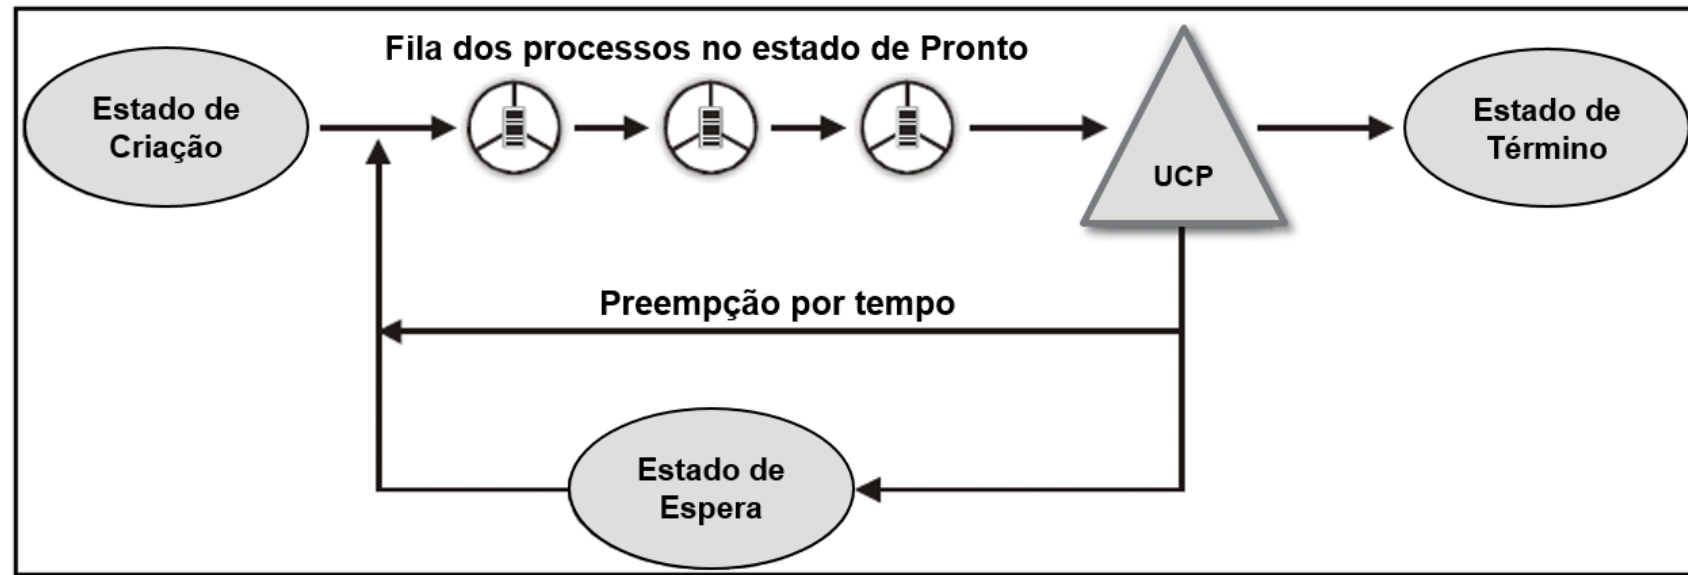 Fila dos processos no estado de Pronto
Estado de
Criação
UCP
Estado de
Término
Preempção por tempo
Estado de
Espera